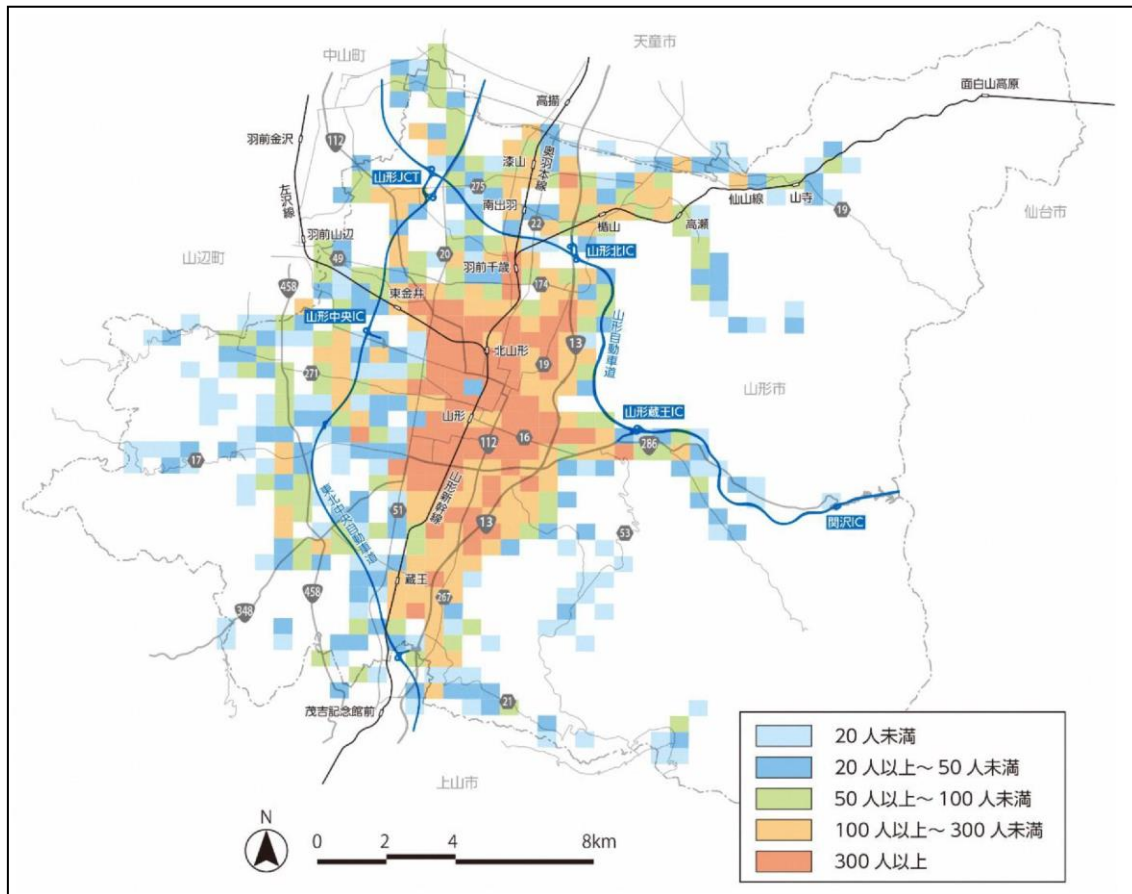 中山町
天童市
面白山高原
高擶
羽前金沢
112
奥羽本線
漆山
山形JCT
275
左沢線
南出羽
仙山線
山寺
19
22
楯山
高瀬
仙台市
羽前山辺
山形北IC
山辺町
49
20
羽前千歳
458
174
東金井
山形中央IC
山形自動車道
13
北山形
19
271
山形市
山形
山形蔵王IC
112
16
286
17
山形新幹線
51
東北中央自動車道
13
関沢IC
53
蔵王
458
267
348
21
茂吉記念館前
上山市
20人未満
20人以上~50人未満
50人以上~100人未満
100人以上~300人未満
300人以上
N
0 2 4 8km